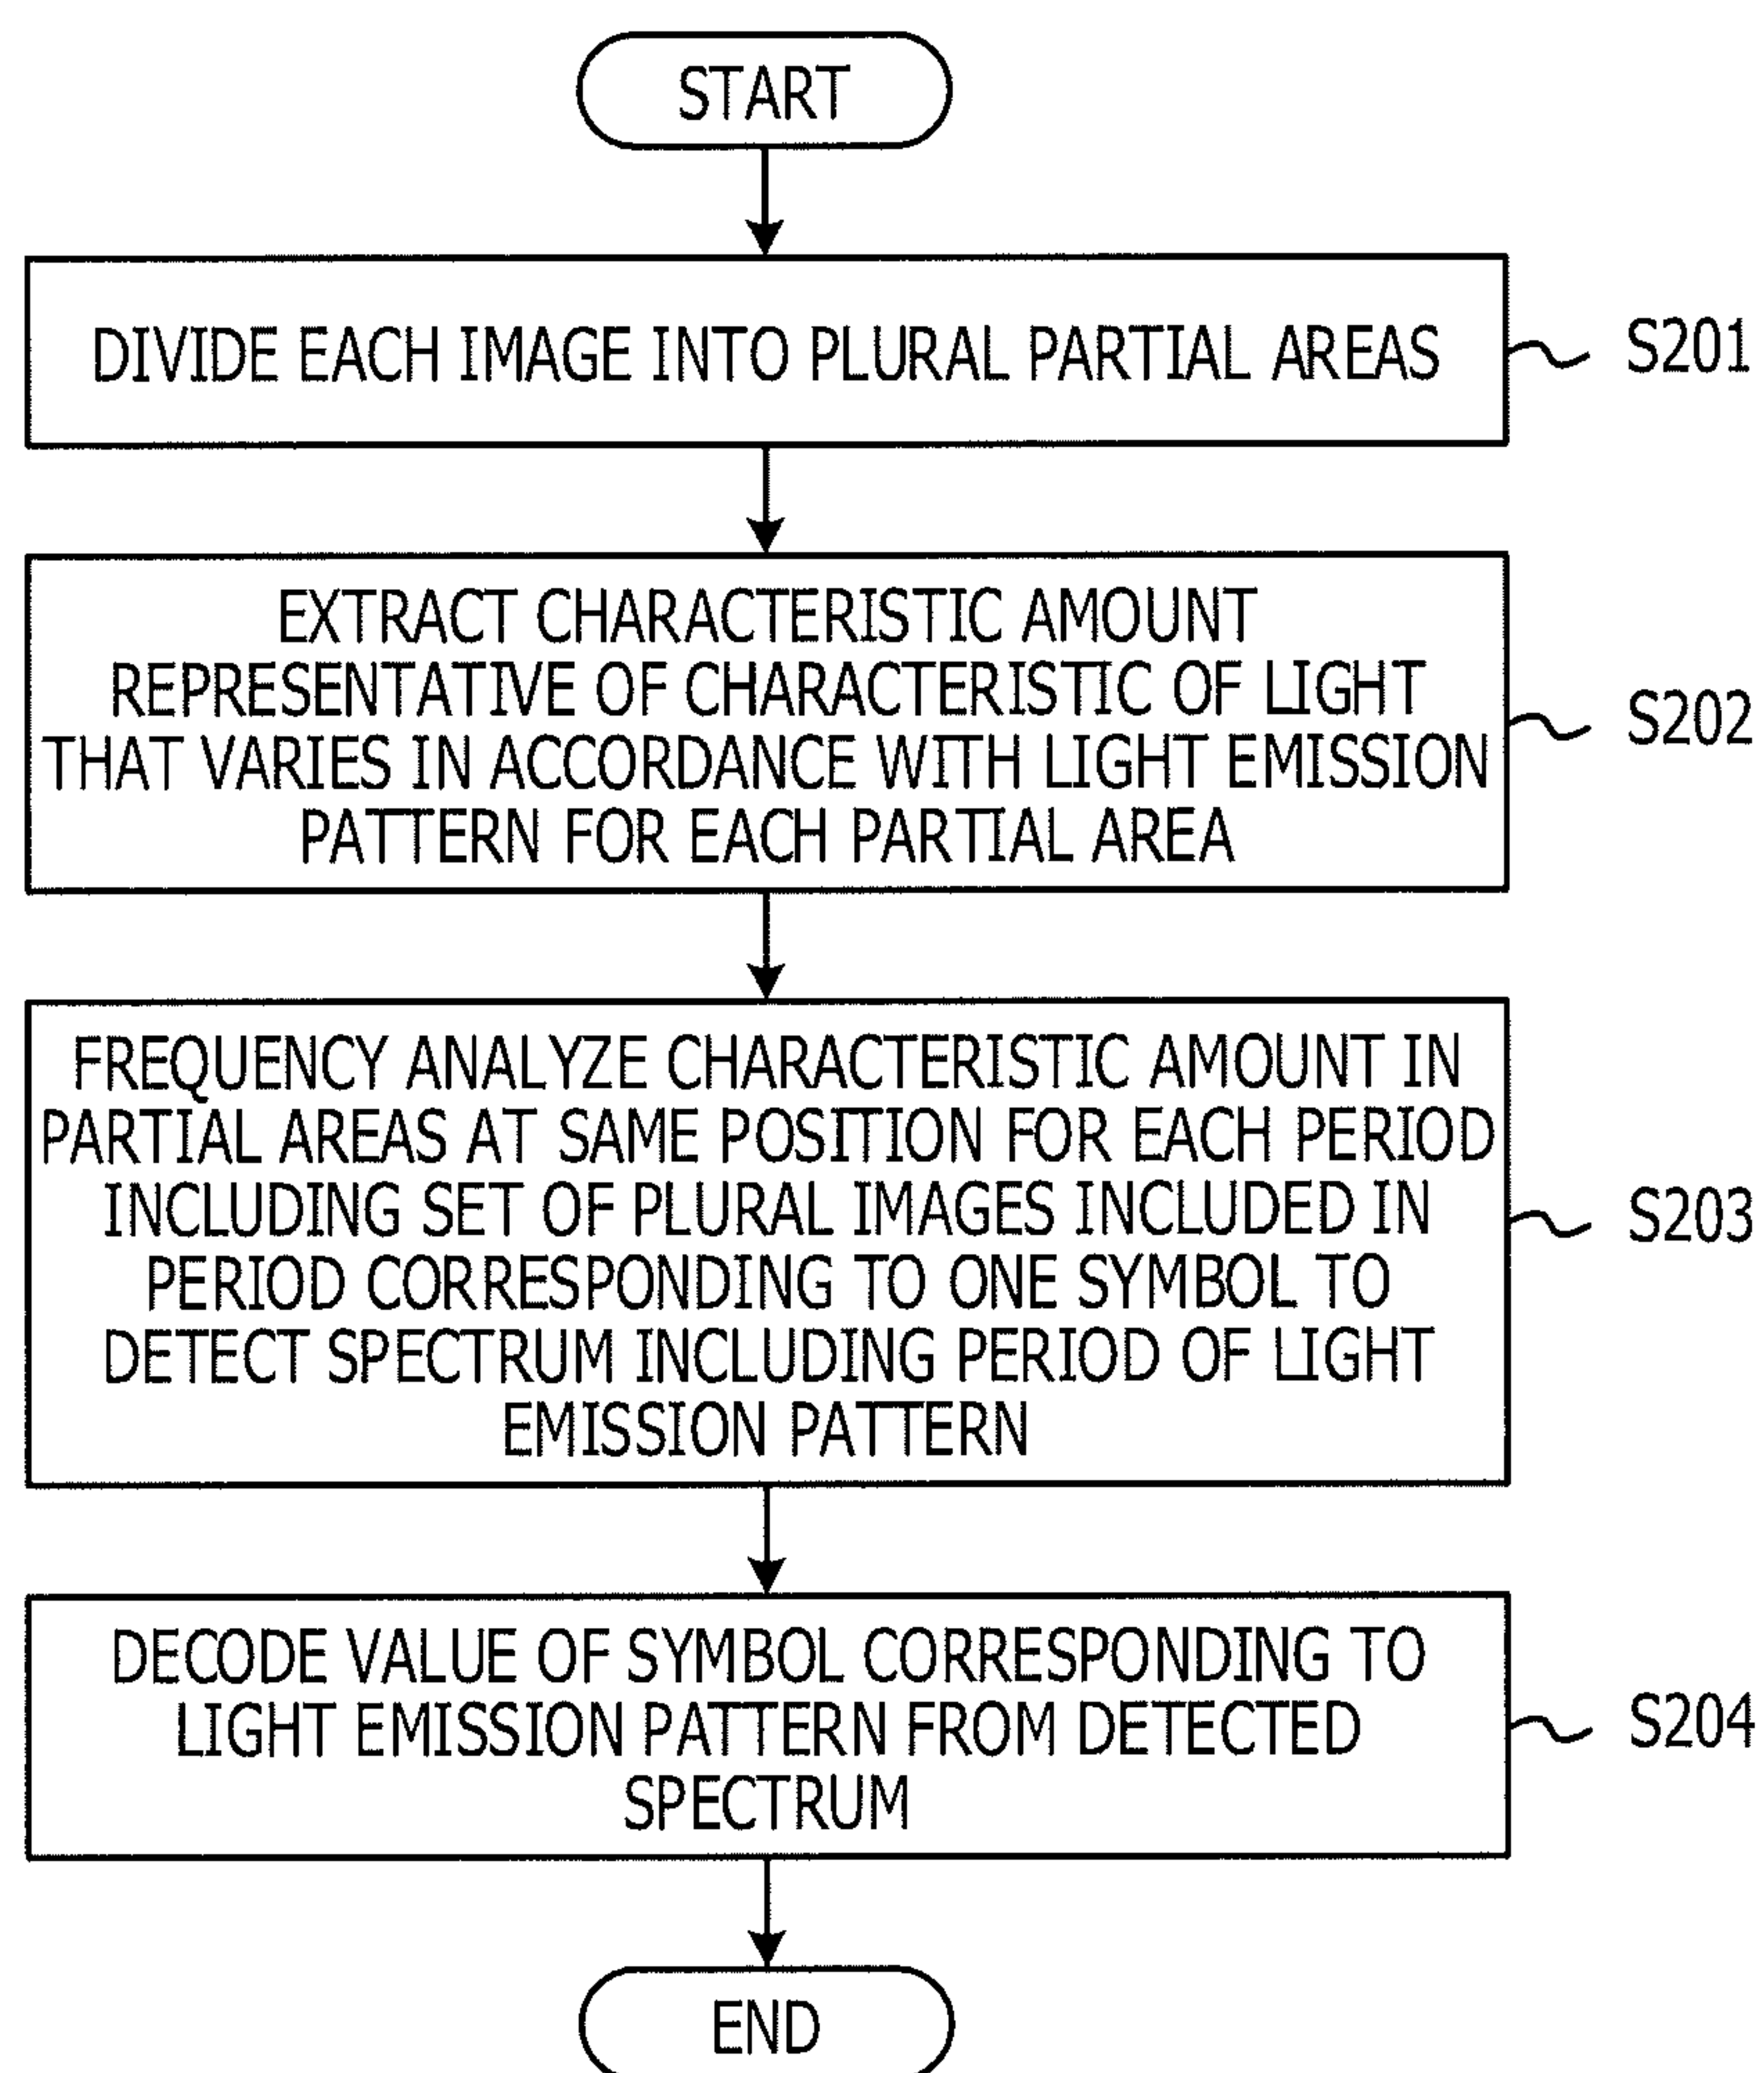 START
DIVIDE EACH IMAGE INTO PLURAL PARTIAL AREAS
S201
EXTRACT CHARACTERISTIC AMOUNT
REPRESENTATIVE OF CHARACTERISTIC OF LIGHT
THAT VARIES IN ACCORDANCE WITH LIGHT EMISSION
PATTERN FOR EACH PARTIAL AREA
S202
FREQUENCY ANALYZE CHARACTERISTIC AMOUNT IN
PARTIAL AREAS AT SAME POSITION FOR EACH PERIOD
INCLUDING SET OF PLURAL IMAGES INCLUDED IN
PERIOD CORRESPONDING TO ONE SYMBOL TO
DETECT SPECTRUM INCLUDING PERIOD OF LIGHT
EMISSION PATTERN
S203
DECODE VALUE OF SYMBOL CORRESPONDING TO
LIGHT EMISSION PATTERN FROM DETECTED
SPECTRUM
S204
END